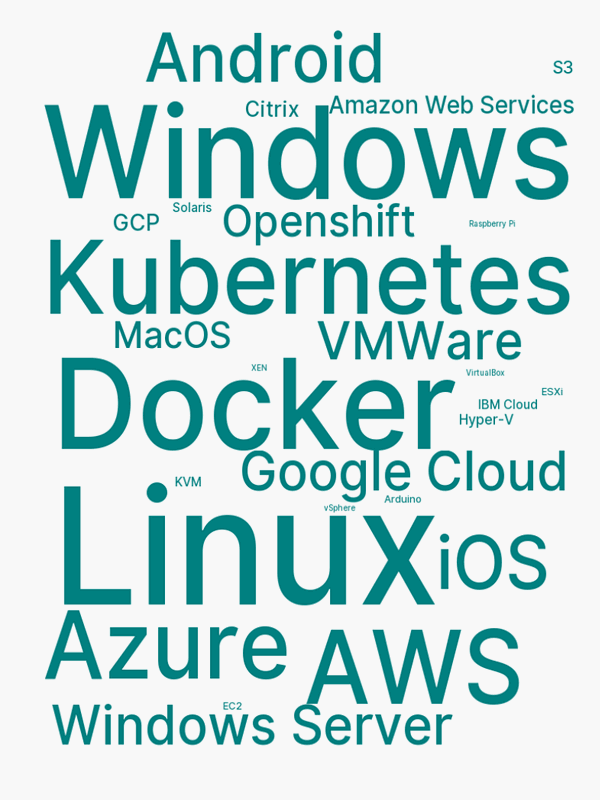 Android
S3
Citrix
Amazon Web Services
Windows
Solaris
GCP
Openshift
Raspberry Pi
Kubernetes
MacOS
VMWare
XEN
VirtualBox
Docker
ESXi
IBM Cloud
Hyper-V
Google Cloud
KVM
Arduino
vSphere
Linux
iOS
Azure
AWS
EC2
Windows Server